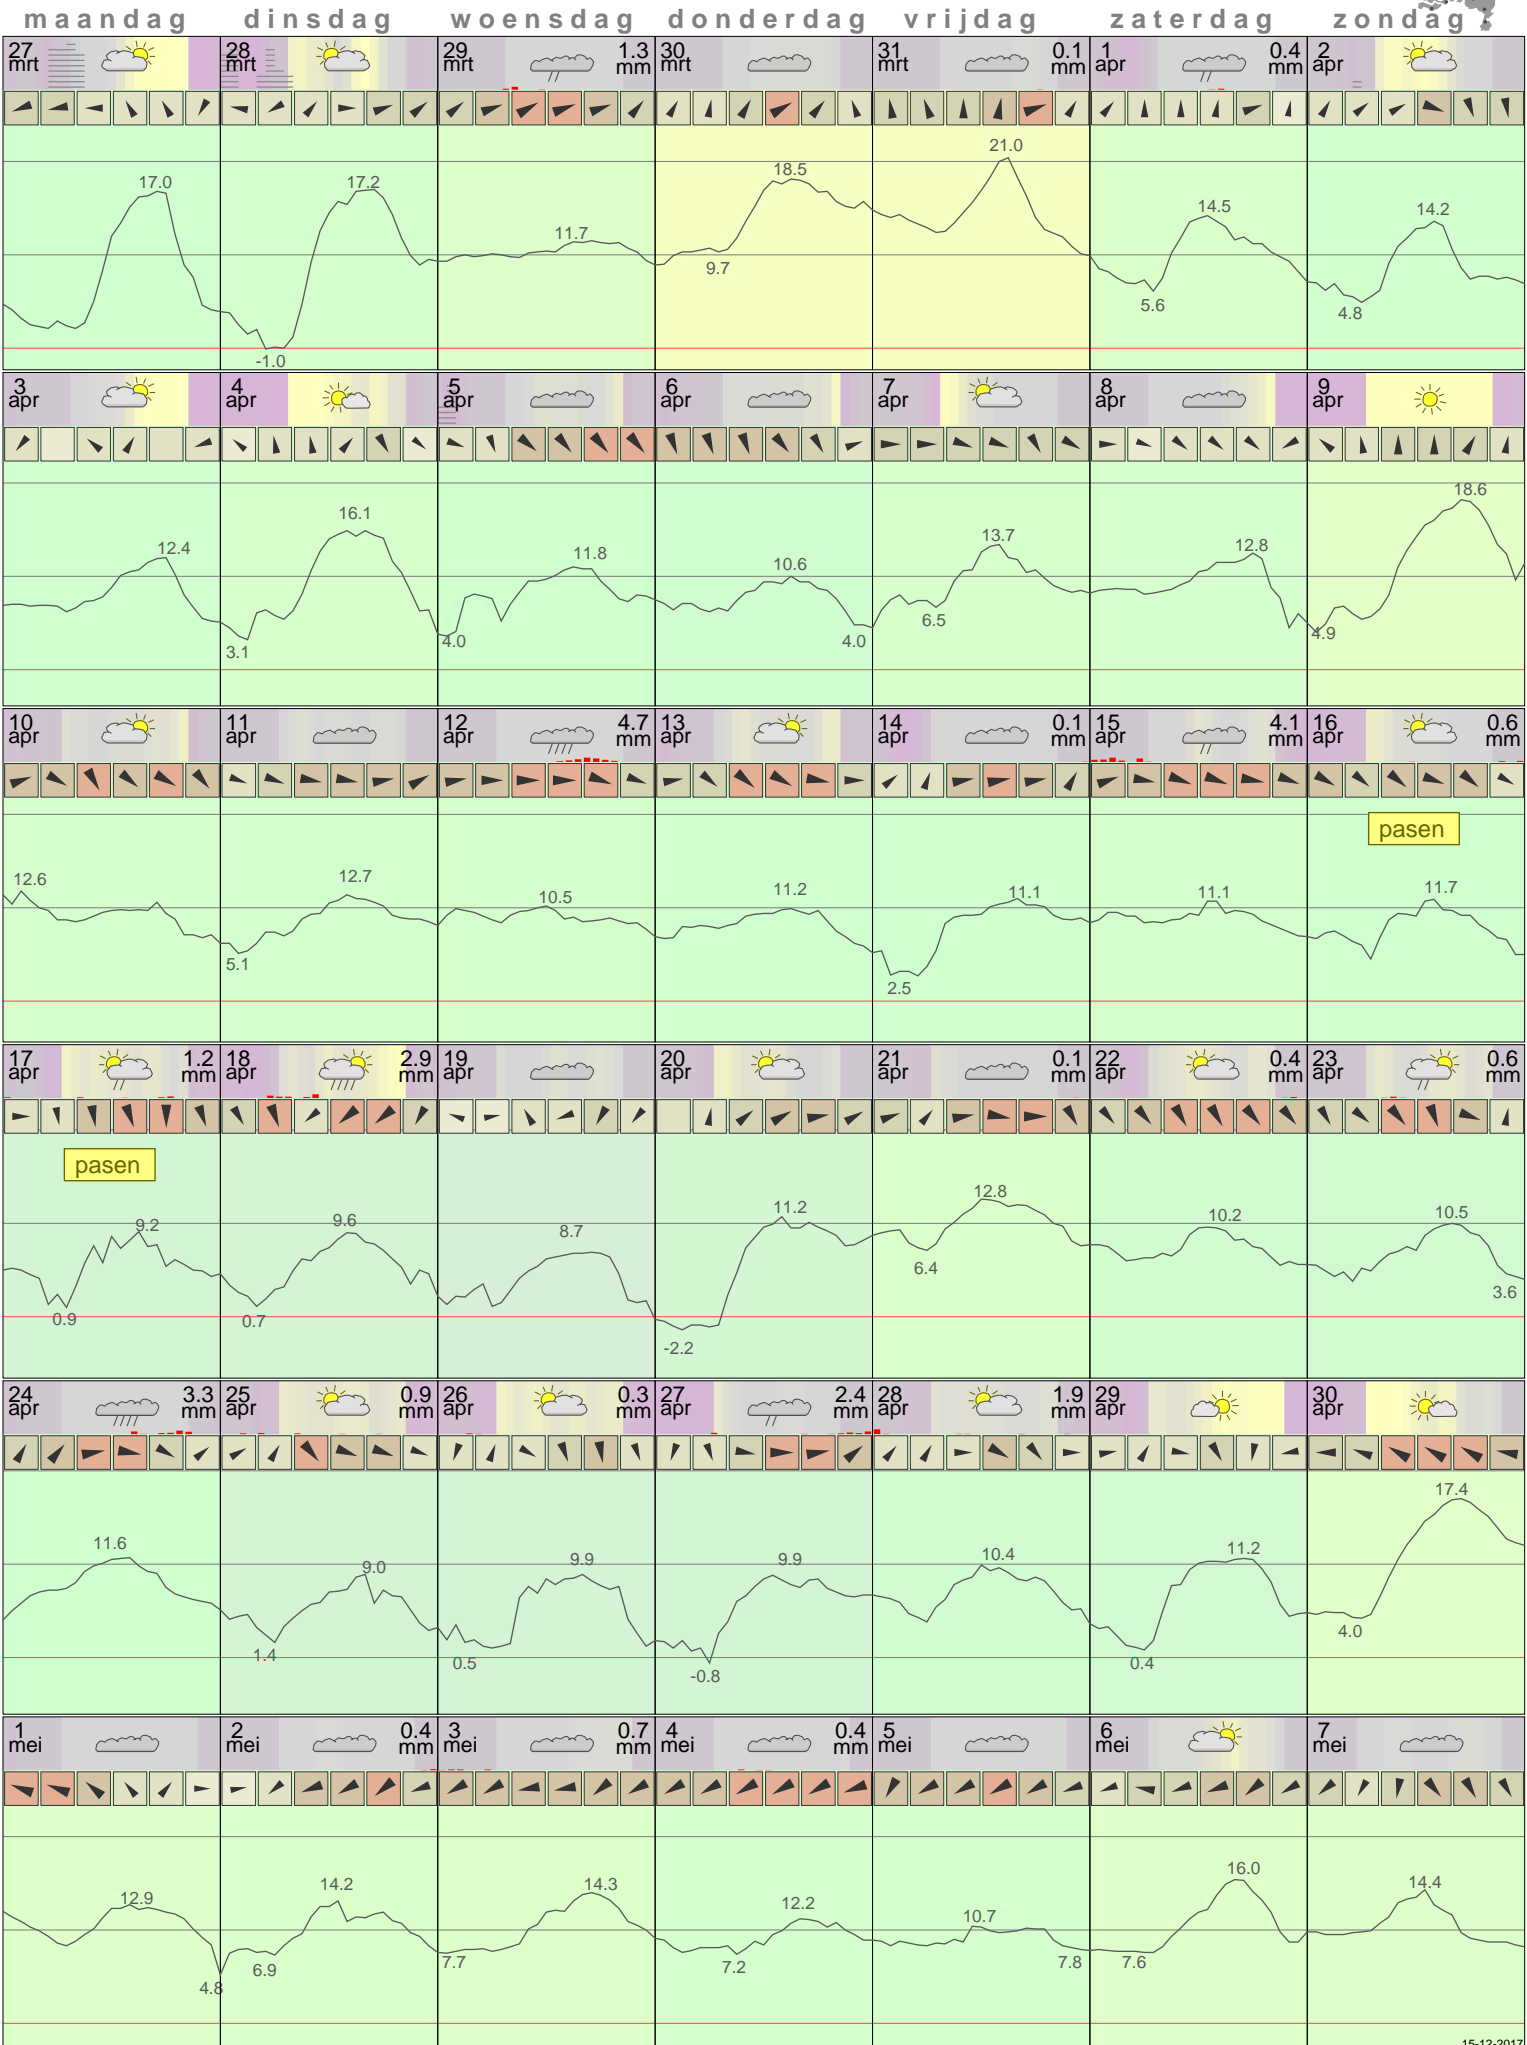 maandag dinsdag woensdag donderdag vrijdag zaterdag zondag
27 28 29 1.3 30 31 0.1 1 0.4 2
mrt mrt mrt mm mrt mrt mm apr mm apr
17.0 17.2 11.7 18.5 21.0 14.5 14.2
-1.0 9.7 5.6 4.8
3 4 5 6 7 8 9
apr apr apr apr apr apr apr
12.4 16.1 11.8 10.6 13.7 12.8 18.6
3.1 4.0 4.0 6.5 4.9
10 11 12 4.7 13 14 0.1 15 4.1 16 0.6
apr apr apr mm apr apr mm apr mm apr mm
pasen
12.6 12.7 10.5 11.2 11.1 11.1 11.7
5.1 2.5
17 1.2 18 2.9 19 20 21 0.1 22 0.4 23 0.6
apr mm apr mm apr apr apr mm apr mm apr mm
pasen
9.2 9.6 8.7 11.2 12.8 10.2 10.5
0.9 0.7 -2.2 6.4 3.6
24 3.3 25 0.9 26 0.3 27 2.4 28 1.9 29 30
apr mm apr mm apr mm apr mm apr mm apr apr
11.6 9.0 9.9 9.9 10.4 11.2 17.4
1.4 0.5 -0.8 0.4 4.0
1 2 0.4 3 0.7 4 0.4 5 6 7
mei mei mm mei mm mei mm mei mei mei
12.9 14.2 14.3 12.2 10.7 16.0 14.4
4.8 6.9 7.7 7.2 7.8 7.6
15-12-2017